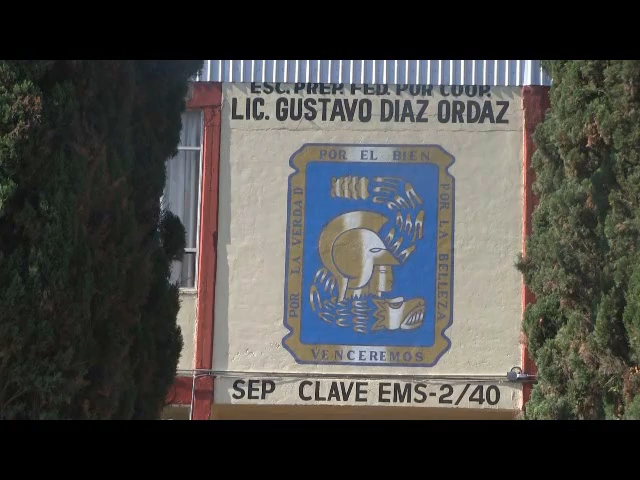 ESC. PREP. FED. POR COOP.
LIC. GUSTAVO DIAZ ORDAZ
POR EL BIEN
POR LA VERDAD
POR LA BELLEZA
VENCEREMOS
SEP CLAVE EMS-2/40